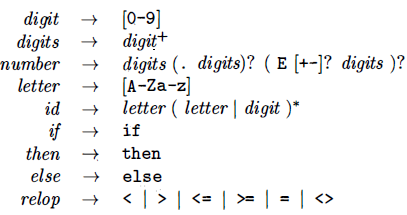 digit → [0-9]
digits → digit⁺
number → digits (. digits)? ( E [+-]? digits )?
letter → [A-Za-z]
id → letter ( letter | digit )*
if → if
then → then
else → else
relop → < | > | <= | >= | = | <>